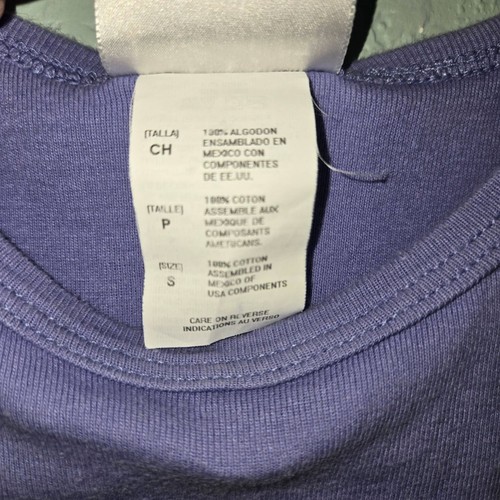 (TALLA)
CH
100% ALGODON
ENSAMBLADO EN
MEXICO CON
COMPONENTES
DE EE.UU.
(TAILLE)
P
100% COTON
ASSEMBLE AUX
MEXIQUE DE
COMPOSANTS
AMERICANS.
(SIZE)
S
100% COTTON
ASSEMBLED IN
MEXICO OF
USA COMPONENTS
CARE ON REVERSE
INDICATIONS AU VERSO